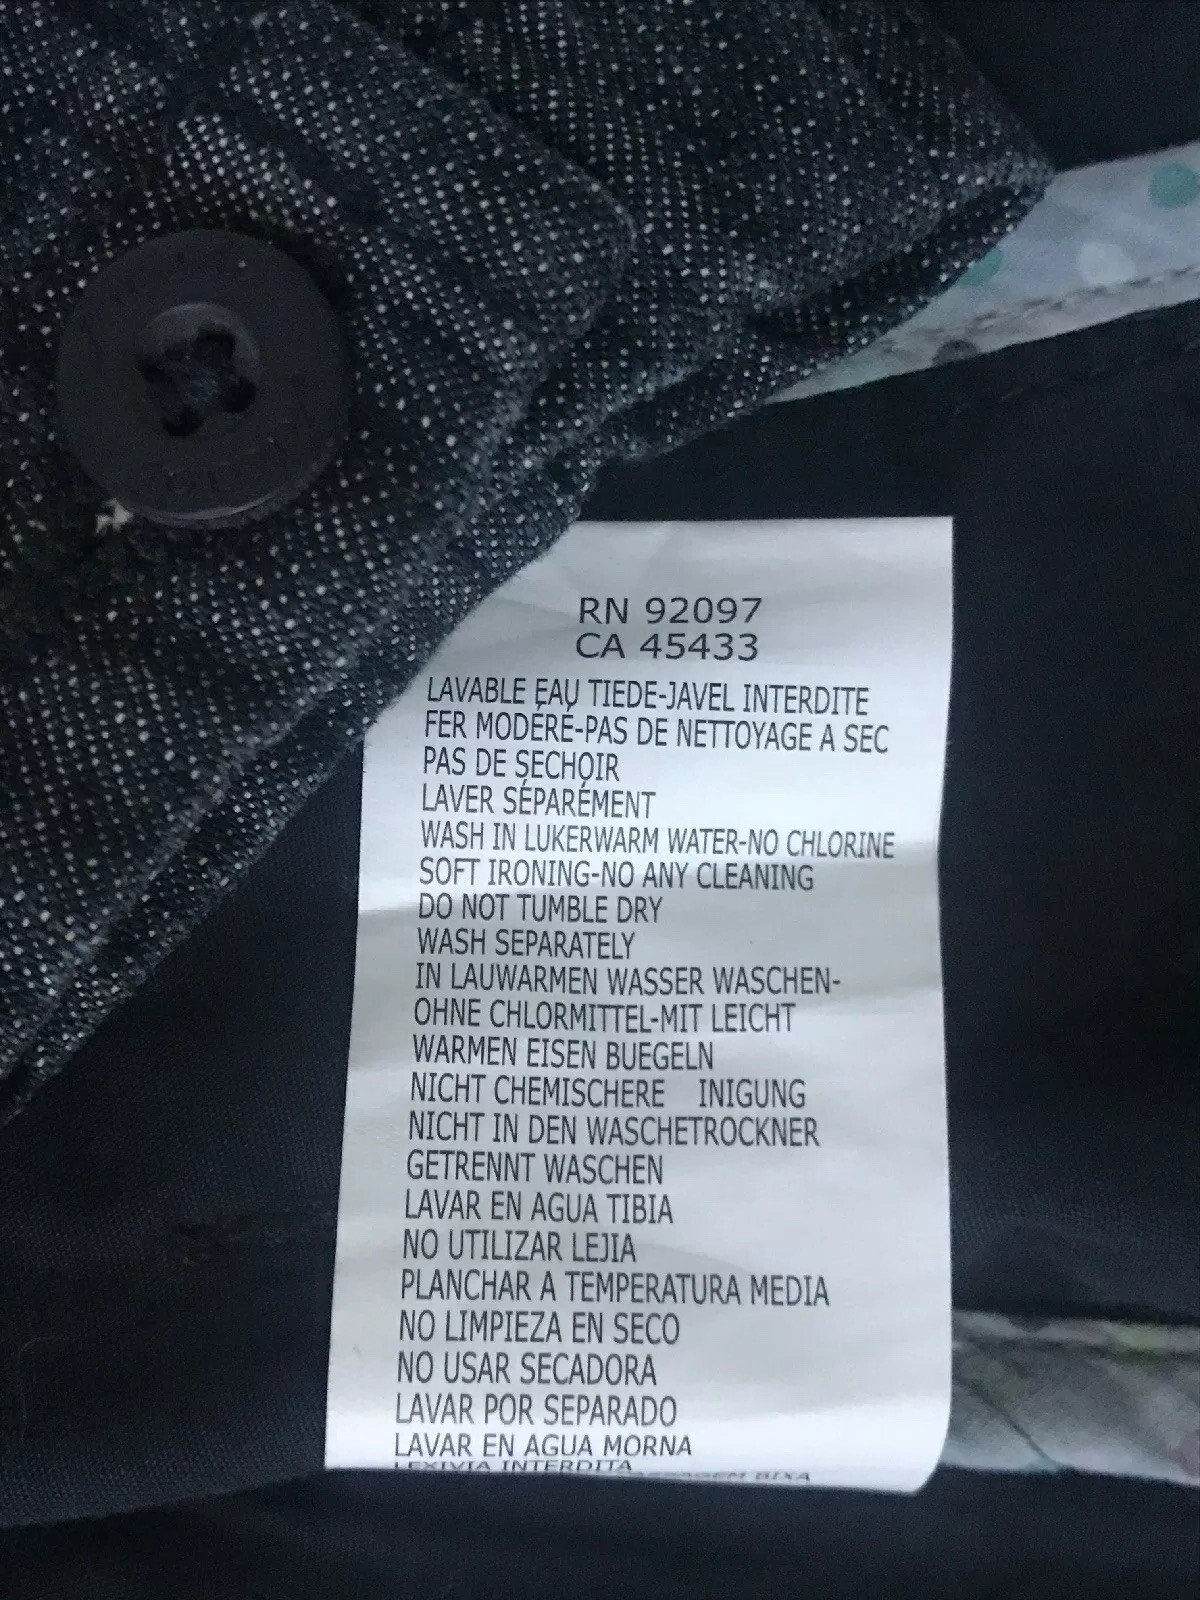 RN 92097
CA 45433
LAVABLE EAU TIEDE-JAVEL INTERDITE
FER MODÉRÉ-PAS DE NETTOYAGE A SEC
PAS DE SECHOIR
LAVER SÉPARÉMENT
WASH IN LUKERWARM WATER-NO CHLORINE
SOFT IRONING-NO ANY CLEANING
DO NOT TUMBLE DRY
WASH SEPARATELY
IN LAUWARMEN WASSER WASCHEN-
OHNE CHLORMITTEL-MIT LEICHT
WARMEN EISEN BUEGELN
NICHT CHEMISCHERE INIGUNG
NICHT IN DEN WASCHETROCKNER
GETRENNT WASCHEN
LAVAR EN AGUA TIBIA
NO UTILIZAR LEJIA
PLANCHAR A TEMPERATURA MEDIA
NO LIMPIEZA EN SECO
NO USAR SECADORA
LAVAR POR SEPARADO
LAVAR EN AGUA MORNA
LEXIVIA INTERDITA
BIXA